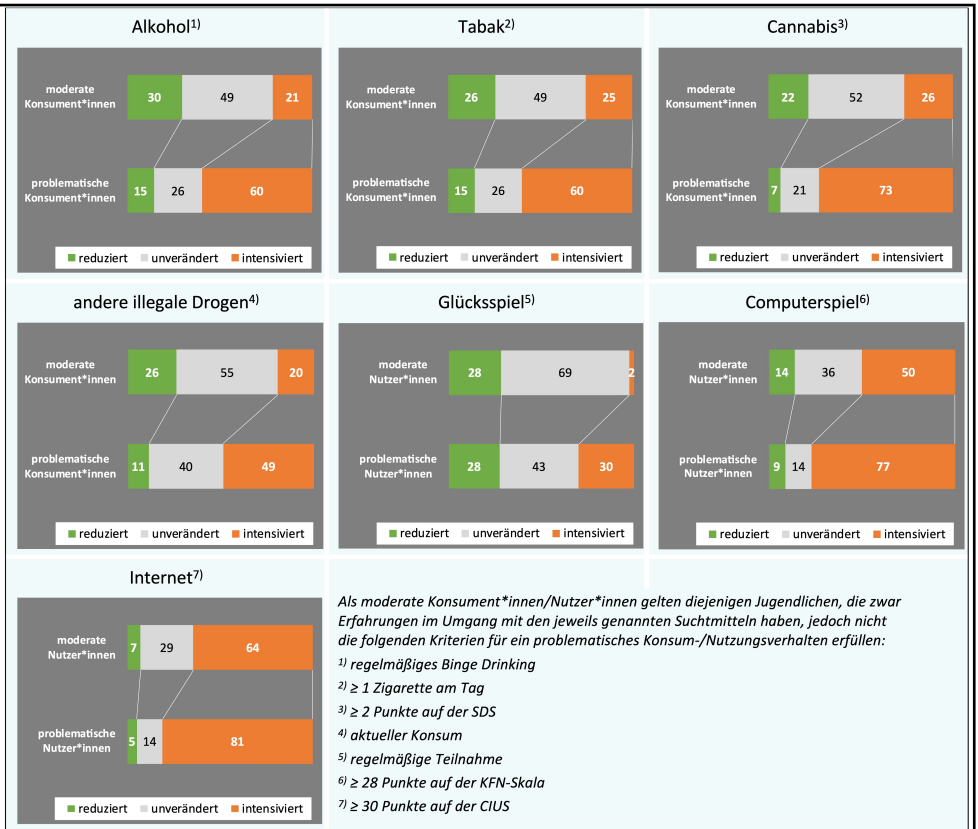 Alkohol1)
moderate
Konsument*innen
30 49 21
problematische
Konsument*innen
15 26 60
reduziert unverändert intensiviert
Tabak2)
moderate
Konsument*innen
26 49 25
problematische
Konsument*innen
15 26 60
reduziert unverändert intensiviert
Cannabis3)
moderate
Konsument*innen
22 52 26
problematische
Konsument*innen
7 21 73
reduziert unverändert intensiviert
andere illegale Drogen4)
moderate
Konsument*innen
26 55 20
problematische
Konsument*innen
11 40 49
reduziert unverändert intensiviert
Glücksspiel5)
moderate
Nutzer*innen
28 69 2
problematische
Nutzer*innen
28 43 30
reduziert unverändert intensiviert
Computerspiel6)
moderate
Nutzer*innen
14 36 50
problematische
Nutzer*innen
9 14 77
reduziert unverändert intensiviert
Internet7)
moderate
Nutzer*innen
7 29 64
problematische
Nutzer*innen
5 14 81
reduziert unverändert intensiviert
Als moderate Konsument*innen/Nutzer*innen gelten diejenigen Jugendlichen, die zwar
Erfahrungen im Umgang mit den jeweils genannten Suchtmitteln haben, jedoch nicht
die folgenden Kriterien für ein problematisches Konsum-/Nutzungsverhalten erfüllen:
1) regelmäßiges Binge Drinking
2) ≥ 1 Zigarette am Tag
3) ≥ 2 Punkte auf der SDS
4) aktueller Konsum
5) regelmäßige Teilnahme
6) ≥ 28 Punkte auf der KFN-Skala
7) ≥ 30 Punkte auf der CIUS